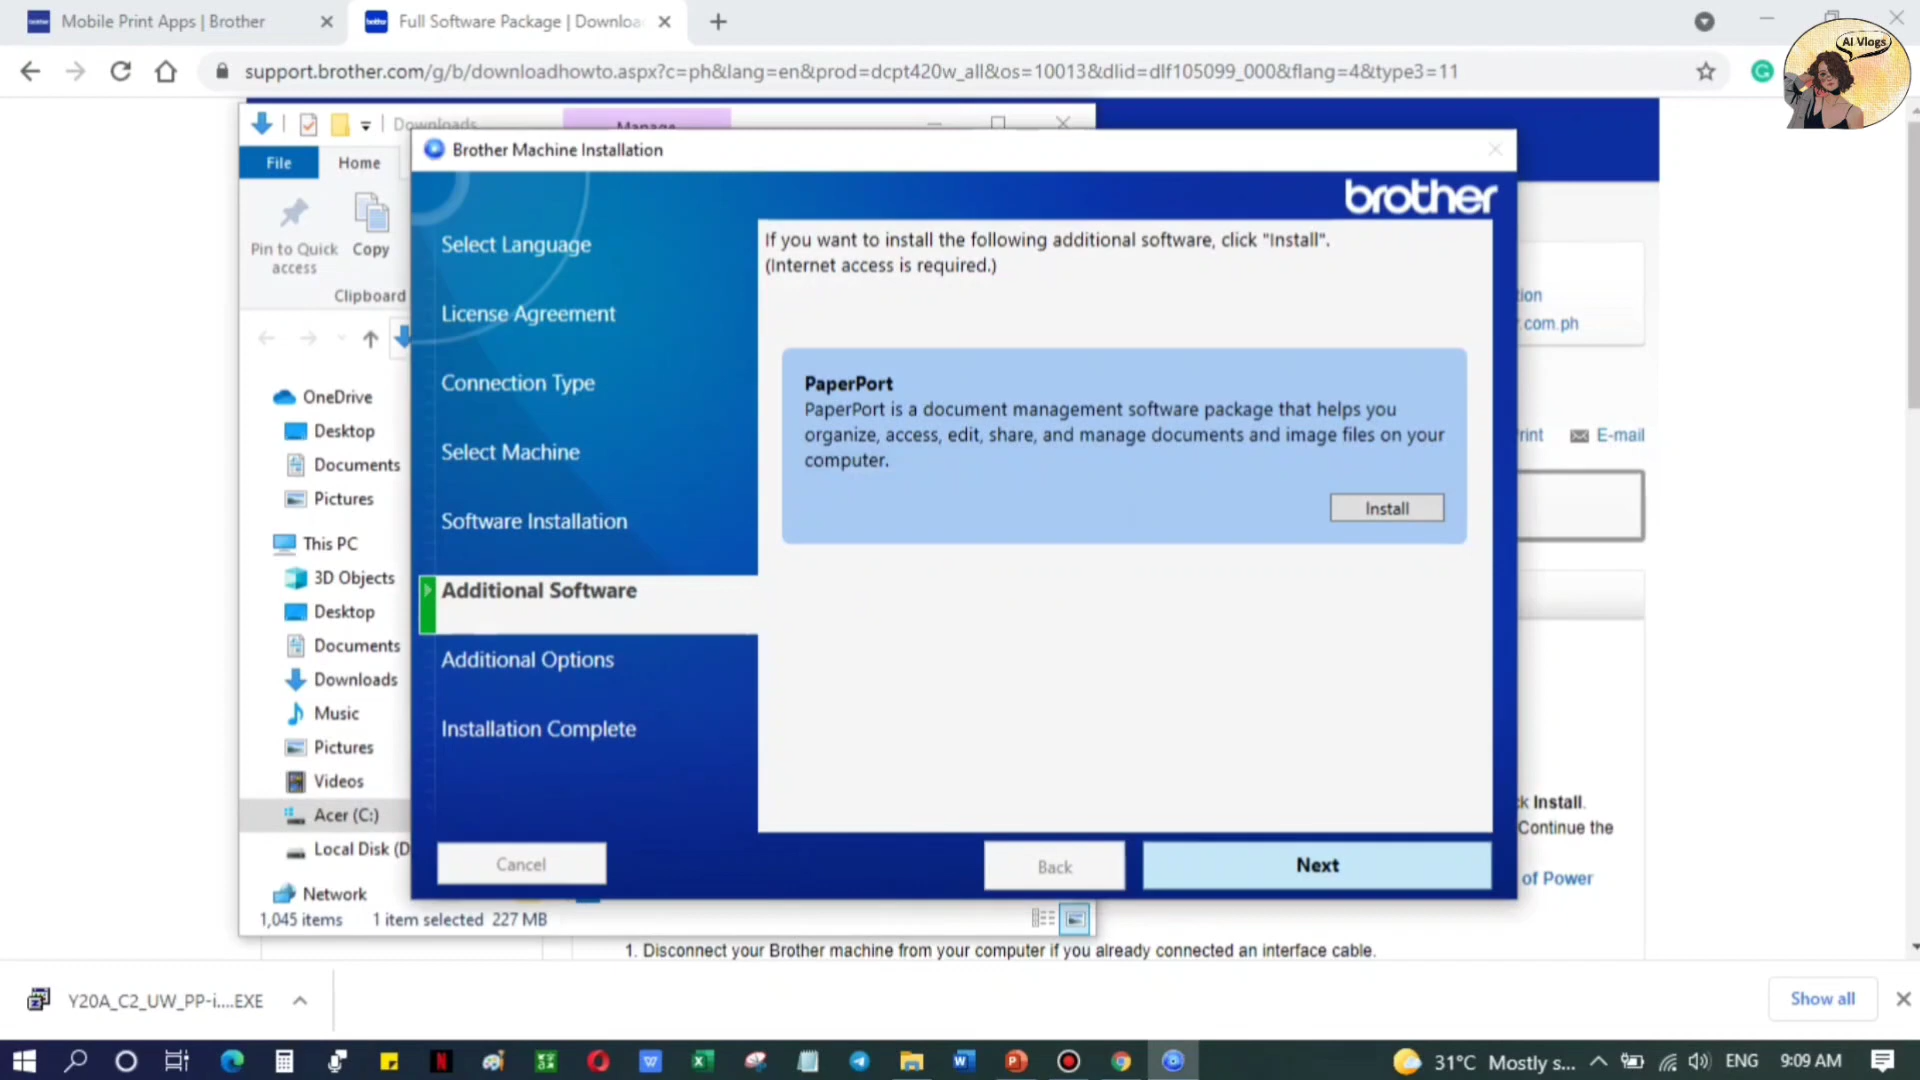 Mobile Print Apps | Brother
Full Software Package | Downloa
AI Vlogs
support.brother.com/g/b/downloadhowto.aspx?c=ph&lang=en&prod=dcpt420w_all&os=10013&dlid=dlf105099_000&flang=4&type3=11
Downloads
Manage
File
Home
Pin to Quick
access
Copy
Clipboard
OneDrive
Desktop
Documents
Pictures
This PC
3D Objects
Desktop
Documents
Downloads
Music
Pictures
Videos
Acer (C:)
Local Disk (D
Network
1,045 items
1 item selected 227 MB
Brother Machine Installation
brother
Select Language
License Agreement
Connection Type
Select Machine
Software Installation
Additional Software
Additional Options
Installation Complete
If you want to install the following additional software, click "Install".
(Internet access is required.)
PaperPort
PaperPort is a document management software package that helps you
organize, access, edit, share, and manage documents and image files on your
computer.
Install
Cancel
Back
Next
tion
.com.ph
rint
E-mail
ck Install.
Continue the
of Power
1. Disconnect your Brother machine from your computer if you already connected an interface cable.
Y20A_C2_UW_PP-i....EXE
Show all
31°C Mostly s...
ENG
9:09 AM